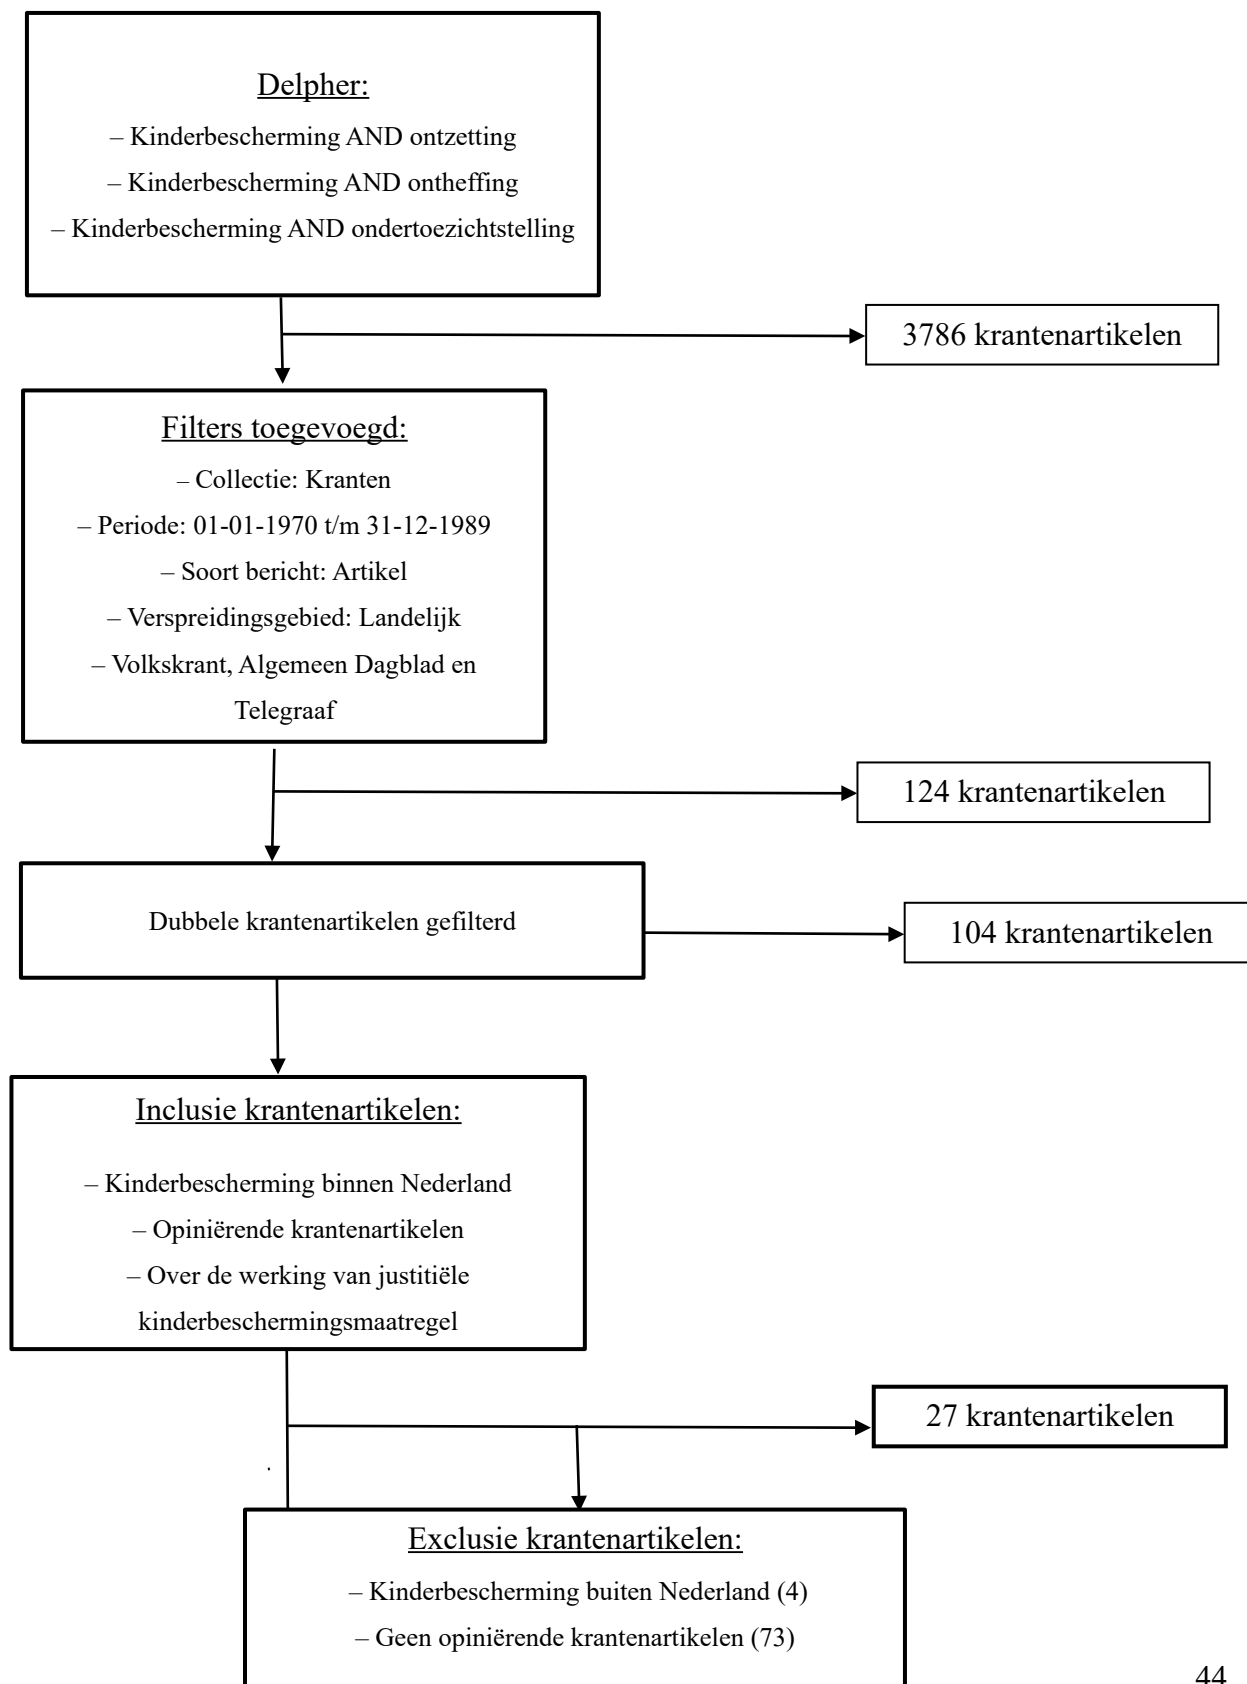 Delpher:
– Kinderbescherming AND ontzetting
– Kinderbescherming AND ontheffing
– Kinderbescherming AND ondertoezichtstelling
3786 krantenartikelen
Filters toegevoegd:
– Collectie: Kranten
– Periode: 01-01-1970 t/m 31-12-1989
– Soort bericht: Artikel
– Verspreidingsgebied: Landelijk
– Volkskrant, Algemeen Dagblad en
Telegraaf
124 krantenartikelen
Dubbele krantenartikelen gefilterd
104 krantenartikelen
Inclusie krantenartikelen:
– Kinderbescherming binnen Nederland
– Opiniërende krantenartikelen
– Over de werking van justitiële
kinderbeschermingsmaatregel
27 krantenartikelen
Exclusie krantenartikelen:
– Kinderbescherming buiten Nederland (4)
– Geen opiniërende krantenartikelen (73)
44